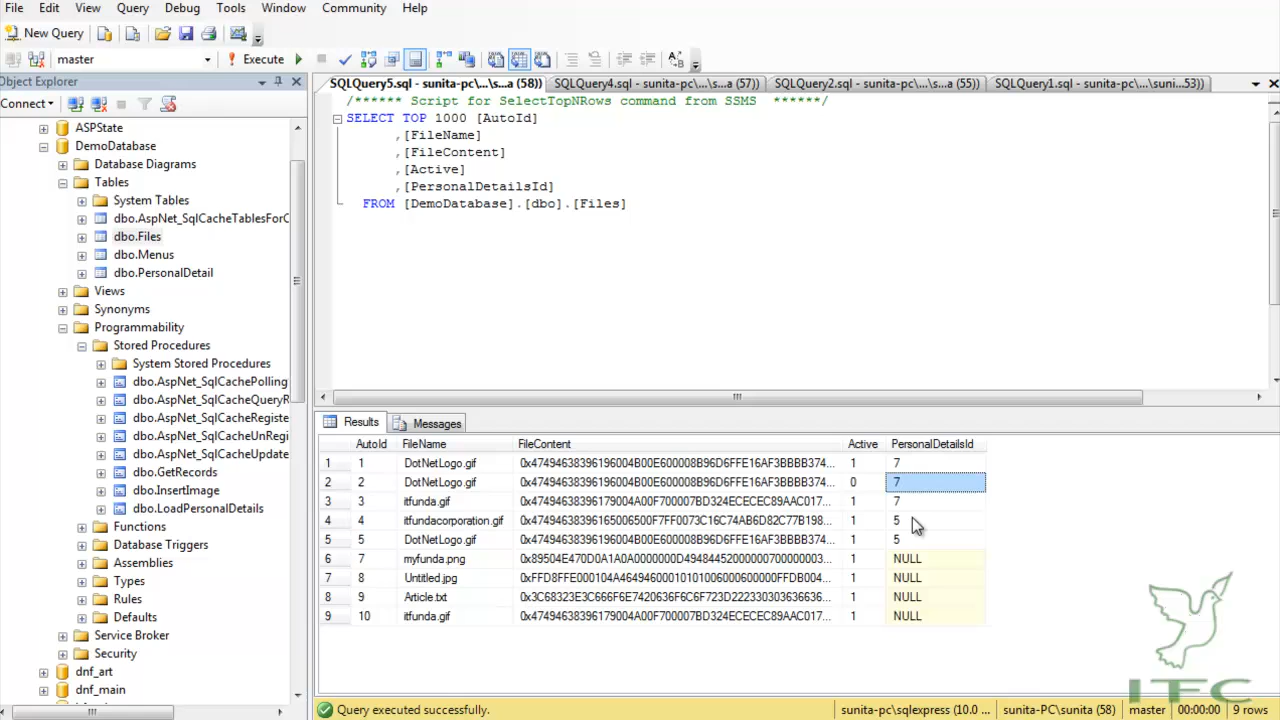 File Edit View Query Debug Tools Window Community Help
New Query
master Execute
Object Explorer
Connect
ASPState
DemoDatabase
Database Diagrams
Tables
System Tables
dbo.AspNet_SqlCacheTablesForC
dbo.Files
dbo.Menus
dbo.PersonalDetail
Views
Synonyms
Programmability
Stored Procedures
System Stored Procedures
dbo.AspNet_SqlCachePolling
dbo.AspNet_SqlCacheQueryR
dbo.AspNet_SqlCacheRegiste
dbo.AspNet_SqlCacheUnRegi
dbo.AspNet_SqlCacheUpdate
dbo.GetRecords
dbo.InsertImage
dbo.LoadPersonalDetails
Functions
Database Triggers
Assemblies
Types
Rules
Defaults
Service Broker
Security
dnf_art
dnf_main
SQLQuery5.sql - sunita-pc\...\s...a (58)) SQLQuery4.sql - sunita-pc\...\s...a (57)) SQLQuery2.sql - sunita-pc\...\s...a (55)) SQLQuery1.sql - sunita-pc\...\suni...53))
/****** Script for SelectTopNRows command from SSMS ******/
SELECT TOP 1000 [AutoId]
,[FileName]
,[FileContent]
,[Active]
,[PersonalDetailsId]
FROM [DemoDatabase].[dbo].[Files]
Results Messages
AutoId FileName FileContent Active PersonalDetailsId
1 1 DotNetLogo.gif 0x47494638396196004B00E600008B96D6FFE16AF3BBBB374... 1 7
2 2 DotNetLogo.gif 0x47494638396196004B00E600008B96D6FFE16AF3BBBB374... 0 7
3 3 itfunda.gif 0x47494638396179004A00F700007BD324ECECEC89AAC017... 1 7
4 4 itfundacorporation.gif 0x47494638396165006500F7FF0073C16C74AB6D82C77B198... 1 5
5 5 DotNetLogo.gif 0x47494638396196004B00E600008B96D6FFE16AF3BBBB374... 1 5
6 7 myfunda.png 0x89504E470D0A1A0A0000000D4948445200000070000003... 1 NULL
7 8 Untitled.jpg 0xFFD8FFE000104A46494600010101006000600000FFDB004... 1 NULL
8 9 Article.txt 0x3C68323E3C666F6E7420636F6C6F723D222330303636636... 1 NULL
9 10 itfunda.gif 0x47494638396179004A00F700007BD324ECECEC89AAC017... 1 NULL
ITFC
Query executed successfully. sunita-pc\sqlexpress (10.0 ... sunita-PC\sunita (58) master 00:00:00 9 rows